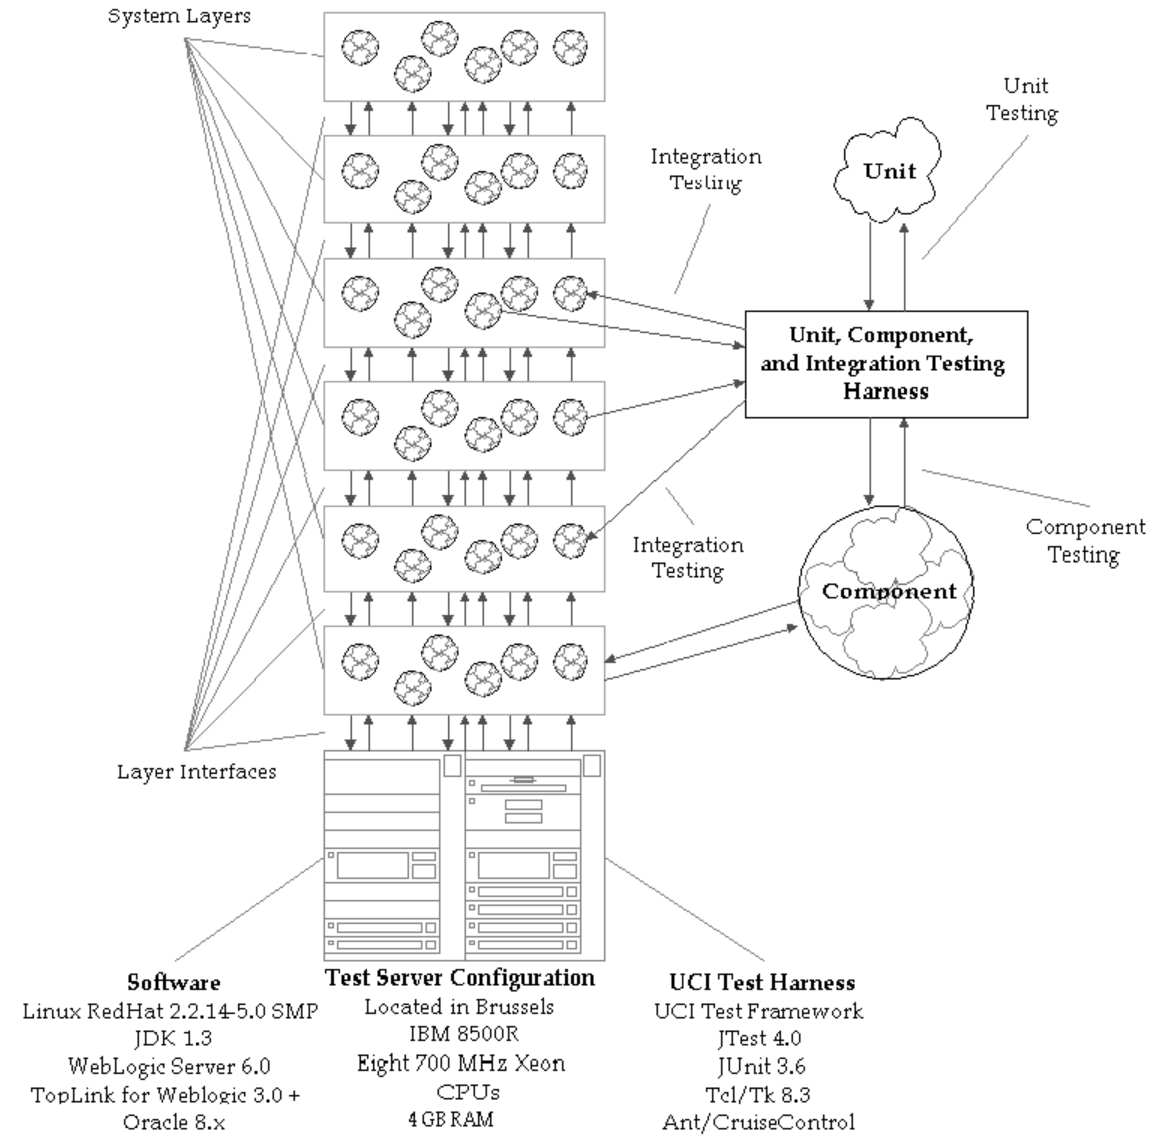 System Layers
Unit
Testing
Integration
Testing
Unit
Unit, Component,
and Integration Testing
Harness
Integration
Testing
Component
Testing
Component
Layer Interfaces
Software
Linux RedHat 2.2.14-5.0 SMP
JDK 1.3
WebLogic Server 6.0
TopLink for Weblogic 3.0 +
Oracle 8.x
Test Server Configuration
Located in Brussels
IBM 8500R
Eight 700 MHz Xeon
CPUs
4 GB RAM
UCI Test Harness
UCI Test Framework
JTest 4.0
JUnit 3.6
Tcl/Tk 8.3
Ant/CruiseControl